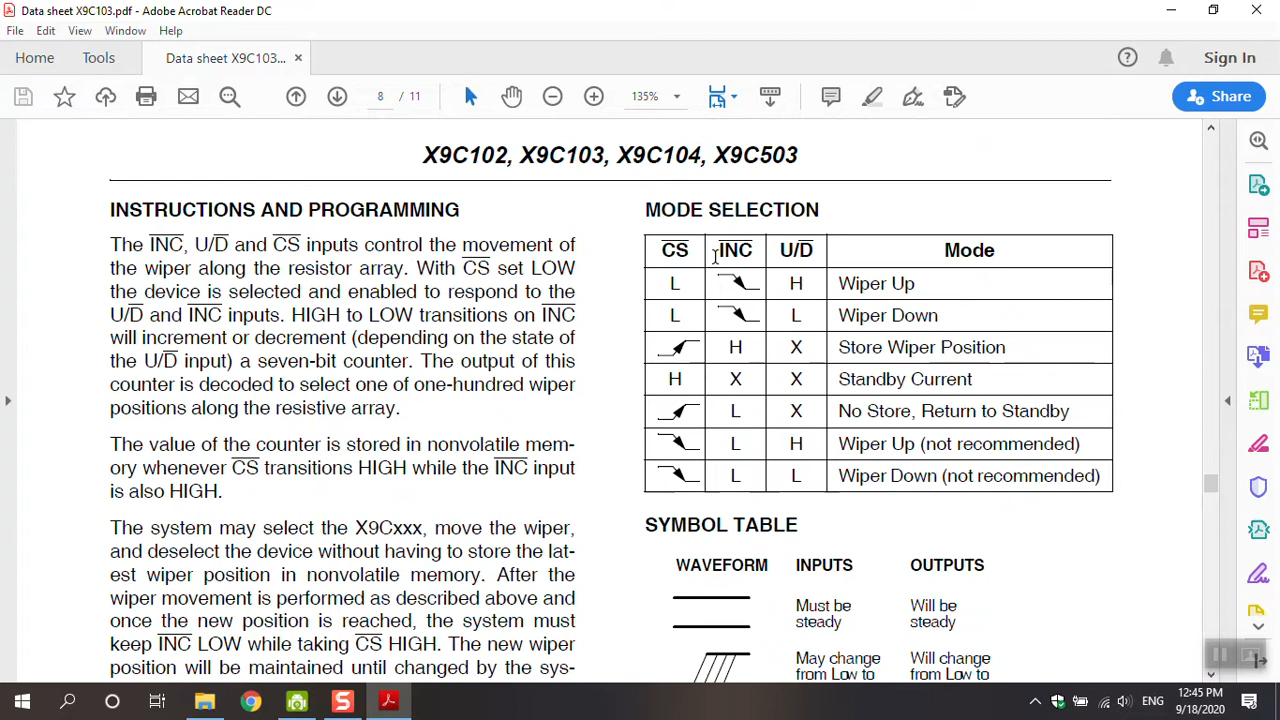 Data sheet X9C103.pdf - Adobe Acrobat Reader DC
File Edit View Window Help
Home Tools Data sheet X9C103... × Sign In
8 / 11 135% Share
X9C102, X9C103, X9C104, X9C503
INSTRUCTIONS AND PROGRAMMING
The INC, U/D and CS inputs control the movement of
the wiper along the resistor array. With CS set LOW
the device is selected and enabled to respond to the
U/D and INC inputs. HIGH to LOW transitions on INC
will increment or decrement (depending on the state of
the U/D input) a seven-bit counter. The output of this
counter is decoded to select one of one-hundred wiper
positions along the resistive array.
The value of the counter is stored in nonvolatile mem-
ory whenever CS transitions HIGH while the INC input
is also HIGH.
The system may select the X9Cxxx, move the wiper,
and deselect the device without having to store the lat-
est wiper position in nonvolatile memory. After the
wiper movement is performed as described above and
once the new position is reached, the system must
keep INC LOW while taking CS HIGH. The new wiper
position will be maintained until changed by the sys-
MODE SELECTION
CS INC U/D Mode
L H Wiper Up
L L Wiper Down
H X Store Wiper Position
H X X Standby Current
L X No Store, Return to Standby
L H Wiper Up (not recommended)
L L Wiper Down (not recommended)
SYMBOL TABLE
WAVEFORM INPUTS OUTPUTS
Must be Will be
steady steady
May change Will change
from Low to from Low to
ENG
12:45 PM
9/18/2020